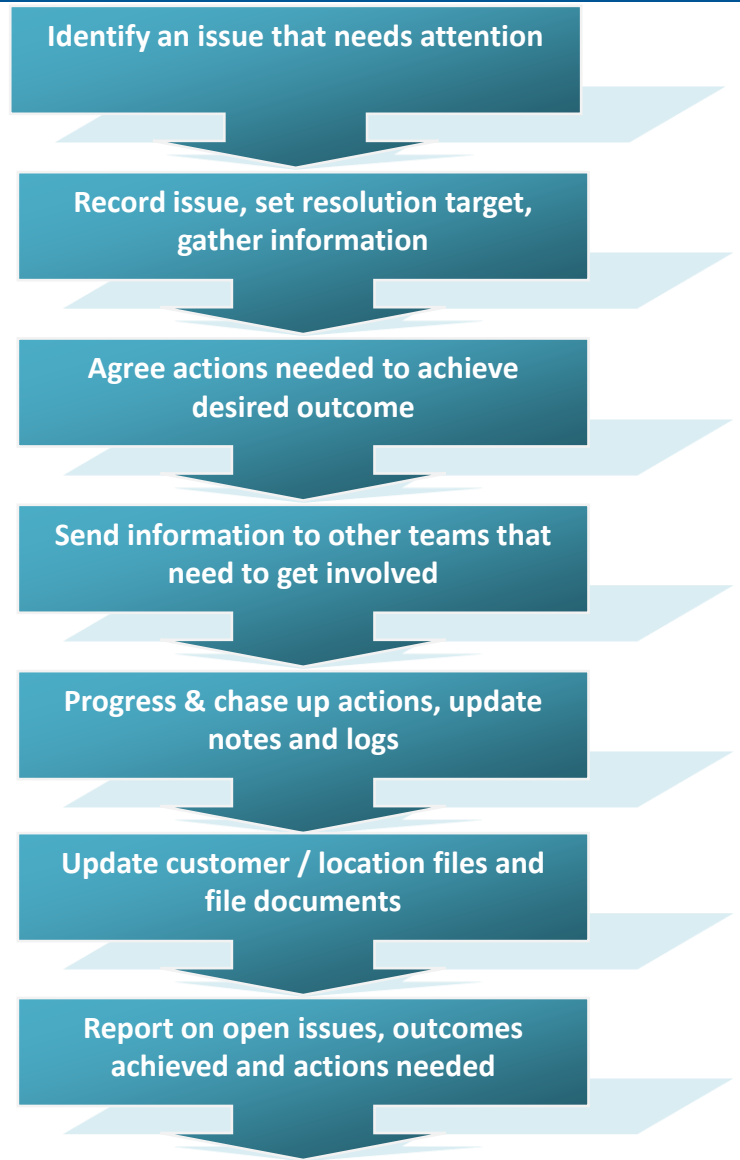 Identify an issue that needs attention
Record issue, set resolution target,
gather information
Agree actions needed to achieve
desired outcome
Send information to other teams that
need to get involved
Progress & chase up actions, update
notes and logs
Update customer / location files and
file documents
Report on open issues, outcomes
achieved and actions needed